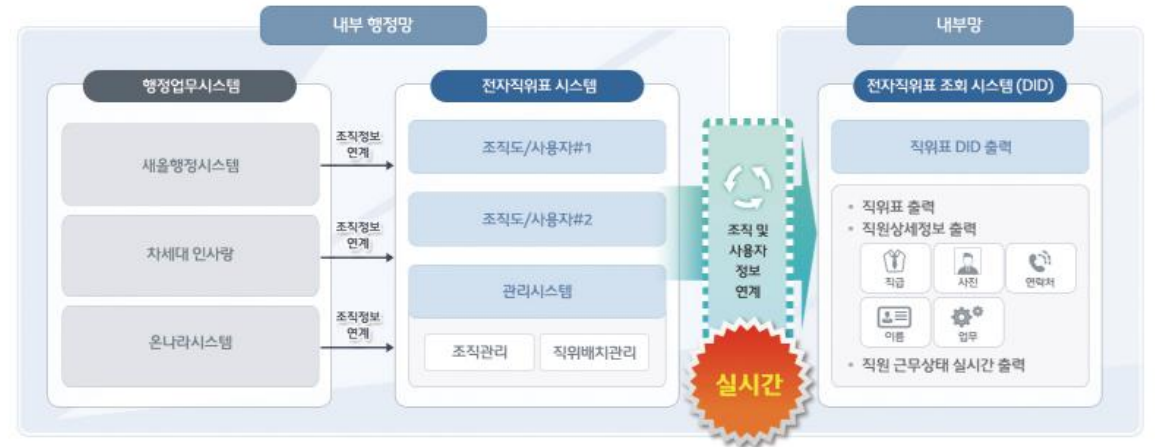 내부 행정망
내부망
행정업무시스템
새올행정시스템
차세대 인사랑
온나라시스템
조직정보
연계
조직정보
연계
조직정보
연계
전자직위표 시스템
조직도/사용자#1
조직도/사용자#2
관리시스템
조직관리
직위배치관리
조직 및
사용자
정보
연계
실시간
전자직위표 조회 시스템 (DID)
직위표 DID 출력
• 직위표 출력
• 직원상세정보 출력
직급
사진
연락처
이름
업무
• 직원 근무상태 실시간 출력